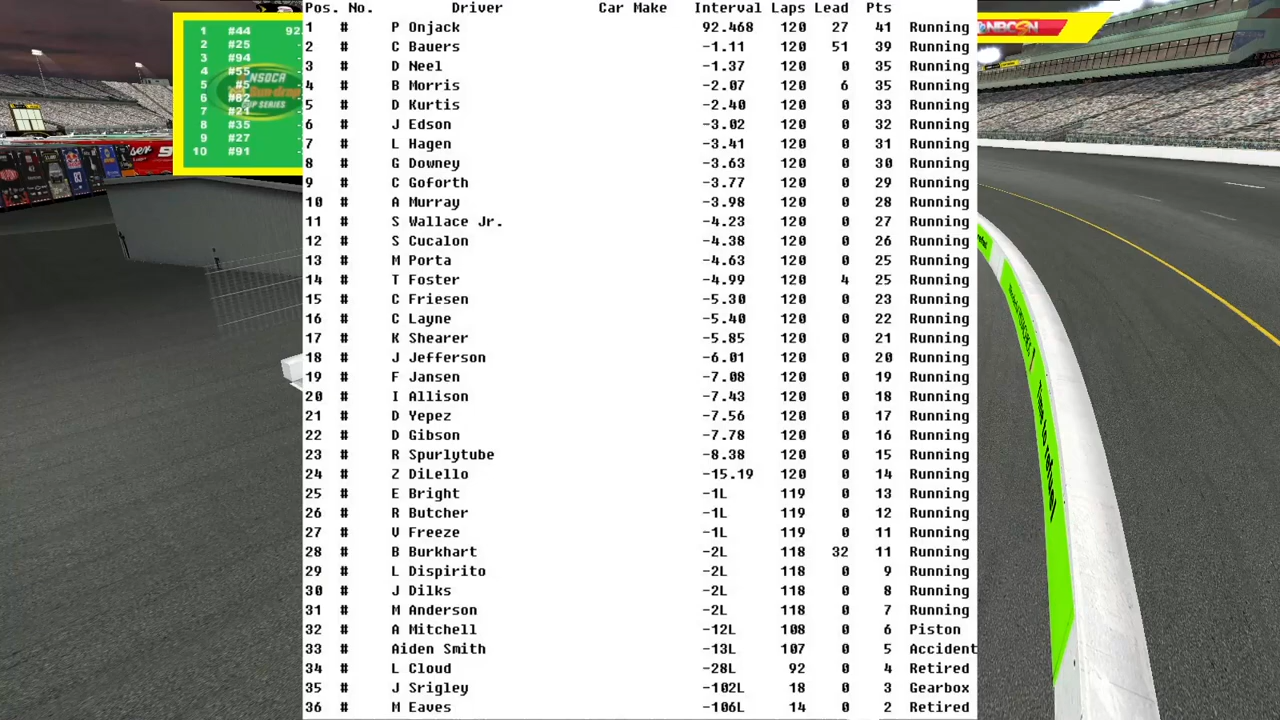 Pos. No. Driver Car Make Interval Laps Lead Pts
1 # P Onjack 92.468 120 27 41 Running
2 # C Bauers -1.11 120 51 39 Running
3 # D Neel -1.37 120 0 35 Running
4 # B Morris -2.07 120 6 35 Running
5 # D Kurtis -2.40 120 0 33 Running
6 # J Edson -3.02 120 0 32 Running
7 # L Hagen -3.41 120 0 31 Running
8 # G Downey -3.63 120 0 30 Running
9 # C Goforth -3.77 120 0 29 Running
10 # A Murray -3.98 120 0 28 Running
11 # S Wallace Jr. -4.23 120 0 27 Running
12 # S Cucalon -4.38 120 0 26 Running
13 # M Porta -4.63 120 0 25 Running
14 # T Foster -4.99 120 4 25 Running
15 # C Friesen -5.30 120 0 23 Running
16 # C Layne -5.40 120 0 22 Running
17 # K Shearer -5.85 120 0 21 Running
18 # J Jefferson -6.01 120 0 20 Running
19 # F Jansen -7.08 120 0 19 Running
20 # I Allison -7.43 120 0 18 Running
21 # D Yepez -7.56 120 0 17 Running
22 # D Gibson -7.78 120 0 16 Running
23 # R Spurlytube -8.38 120 0 15 Running
24 # Z DiLello -15.19 120 0 14 Running
25 # E Bright -1L 119 0 13 Running
26 # R Butcher -1L 119 0 12 Running
27 # V Freeze -1L 119 0 11 Running
28 # B Burkhart -2L 118 32 11 Running
29 # L Dispirito -2L 118 0 9 Running
30 # J Dilks -2L 118 0 8 Running
31 # M Anderson -2L 118 0 7 Running
32 # A Mitchell -12L 108 0 6 Piston
33 # Aiden Smith -13L 107 0 5 Accident
34 # L Cloud -28L 92 0 4 Retired
35 # J Srigley -102L 18 0 3 Gearbox
36 # M Eaves -106L 14 0 2 Retired
1 #44 92.
2 #25 -
3 #94 -
4 #55 -
5 #5 -
6 #82 -
7 #21 -
8 #35 -
9 #27 -
10 #91 -
NSOCA
Sun-drop
CUP SERIES
NBCSN
Time to refuel